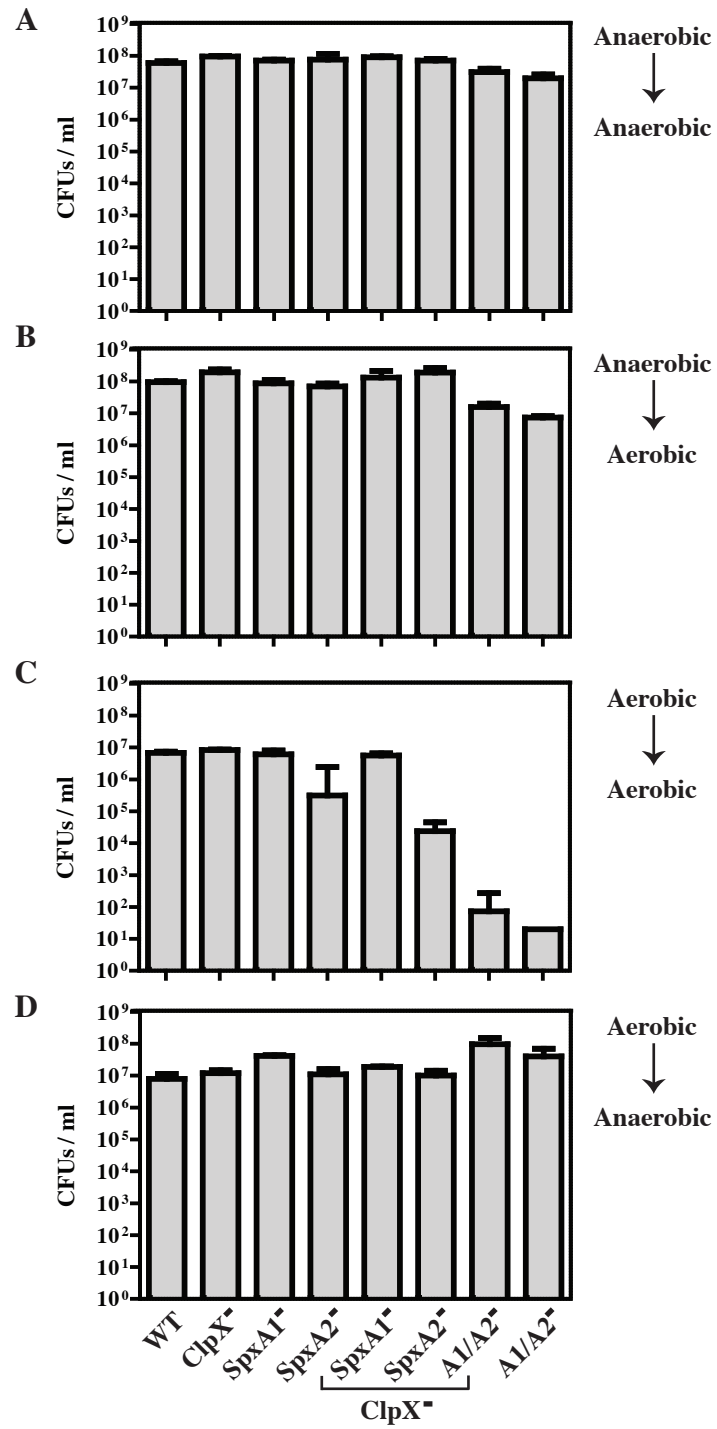 A
10⁹
10⁸
10⁷
10⁶
10⁵
10⁴
10³
10²
10¹
10⁰
CFUs / ml
Anaerobic
Anaerobic
B
10⁹
10⁸
10⁷
10⁶
10⁵
10⁴
10³
10²
10¹
10⁰
CFUs / ml
Anaerobic
Aerobic
C
10⁹
10⁸
10⁷
10⁶
10⁵
10⁴
10³
10²
10¹
10⁰
CFUs / ml
Aerobic
Aerobic
D
10⁹
10⁸
10⁷
10⁶
10⁵
10⁴
10³
10²
10¹
10⁰
CFUs / ml
Aerobic
Anaerobic
WT
ClpX⁻
SpxA1⁻
SpxA2⁻
SpxA1⁻
SpxA2⁻
A1/A2⁻
A1/A2⁻
ClpX⁻